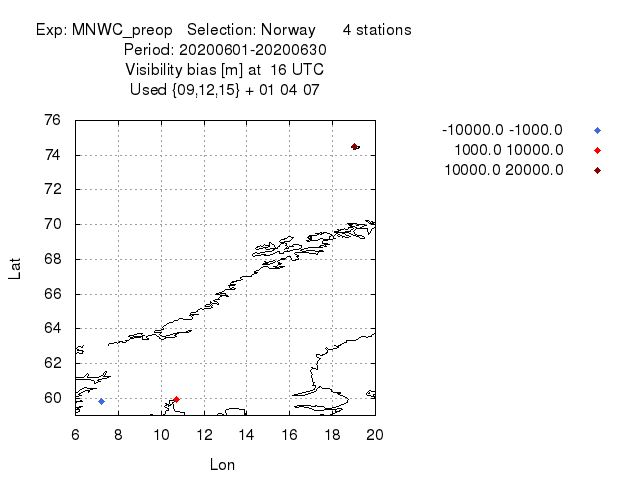 Exp: MNWC_preop Selection: Norway 4 stations
Period: 20200601-20200630
Visibility bias [m] at 16 UTC
Used {09,12,15} + 01 04 07
-10000.0 -1000.0
1000.0 10000.0
10000.0 20000.0
76
74
72
70
68
66
64
62
60
Lat
6 8 10 12 14 16 18 20
Lon